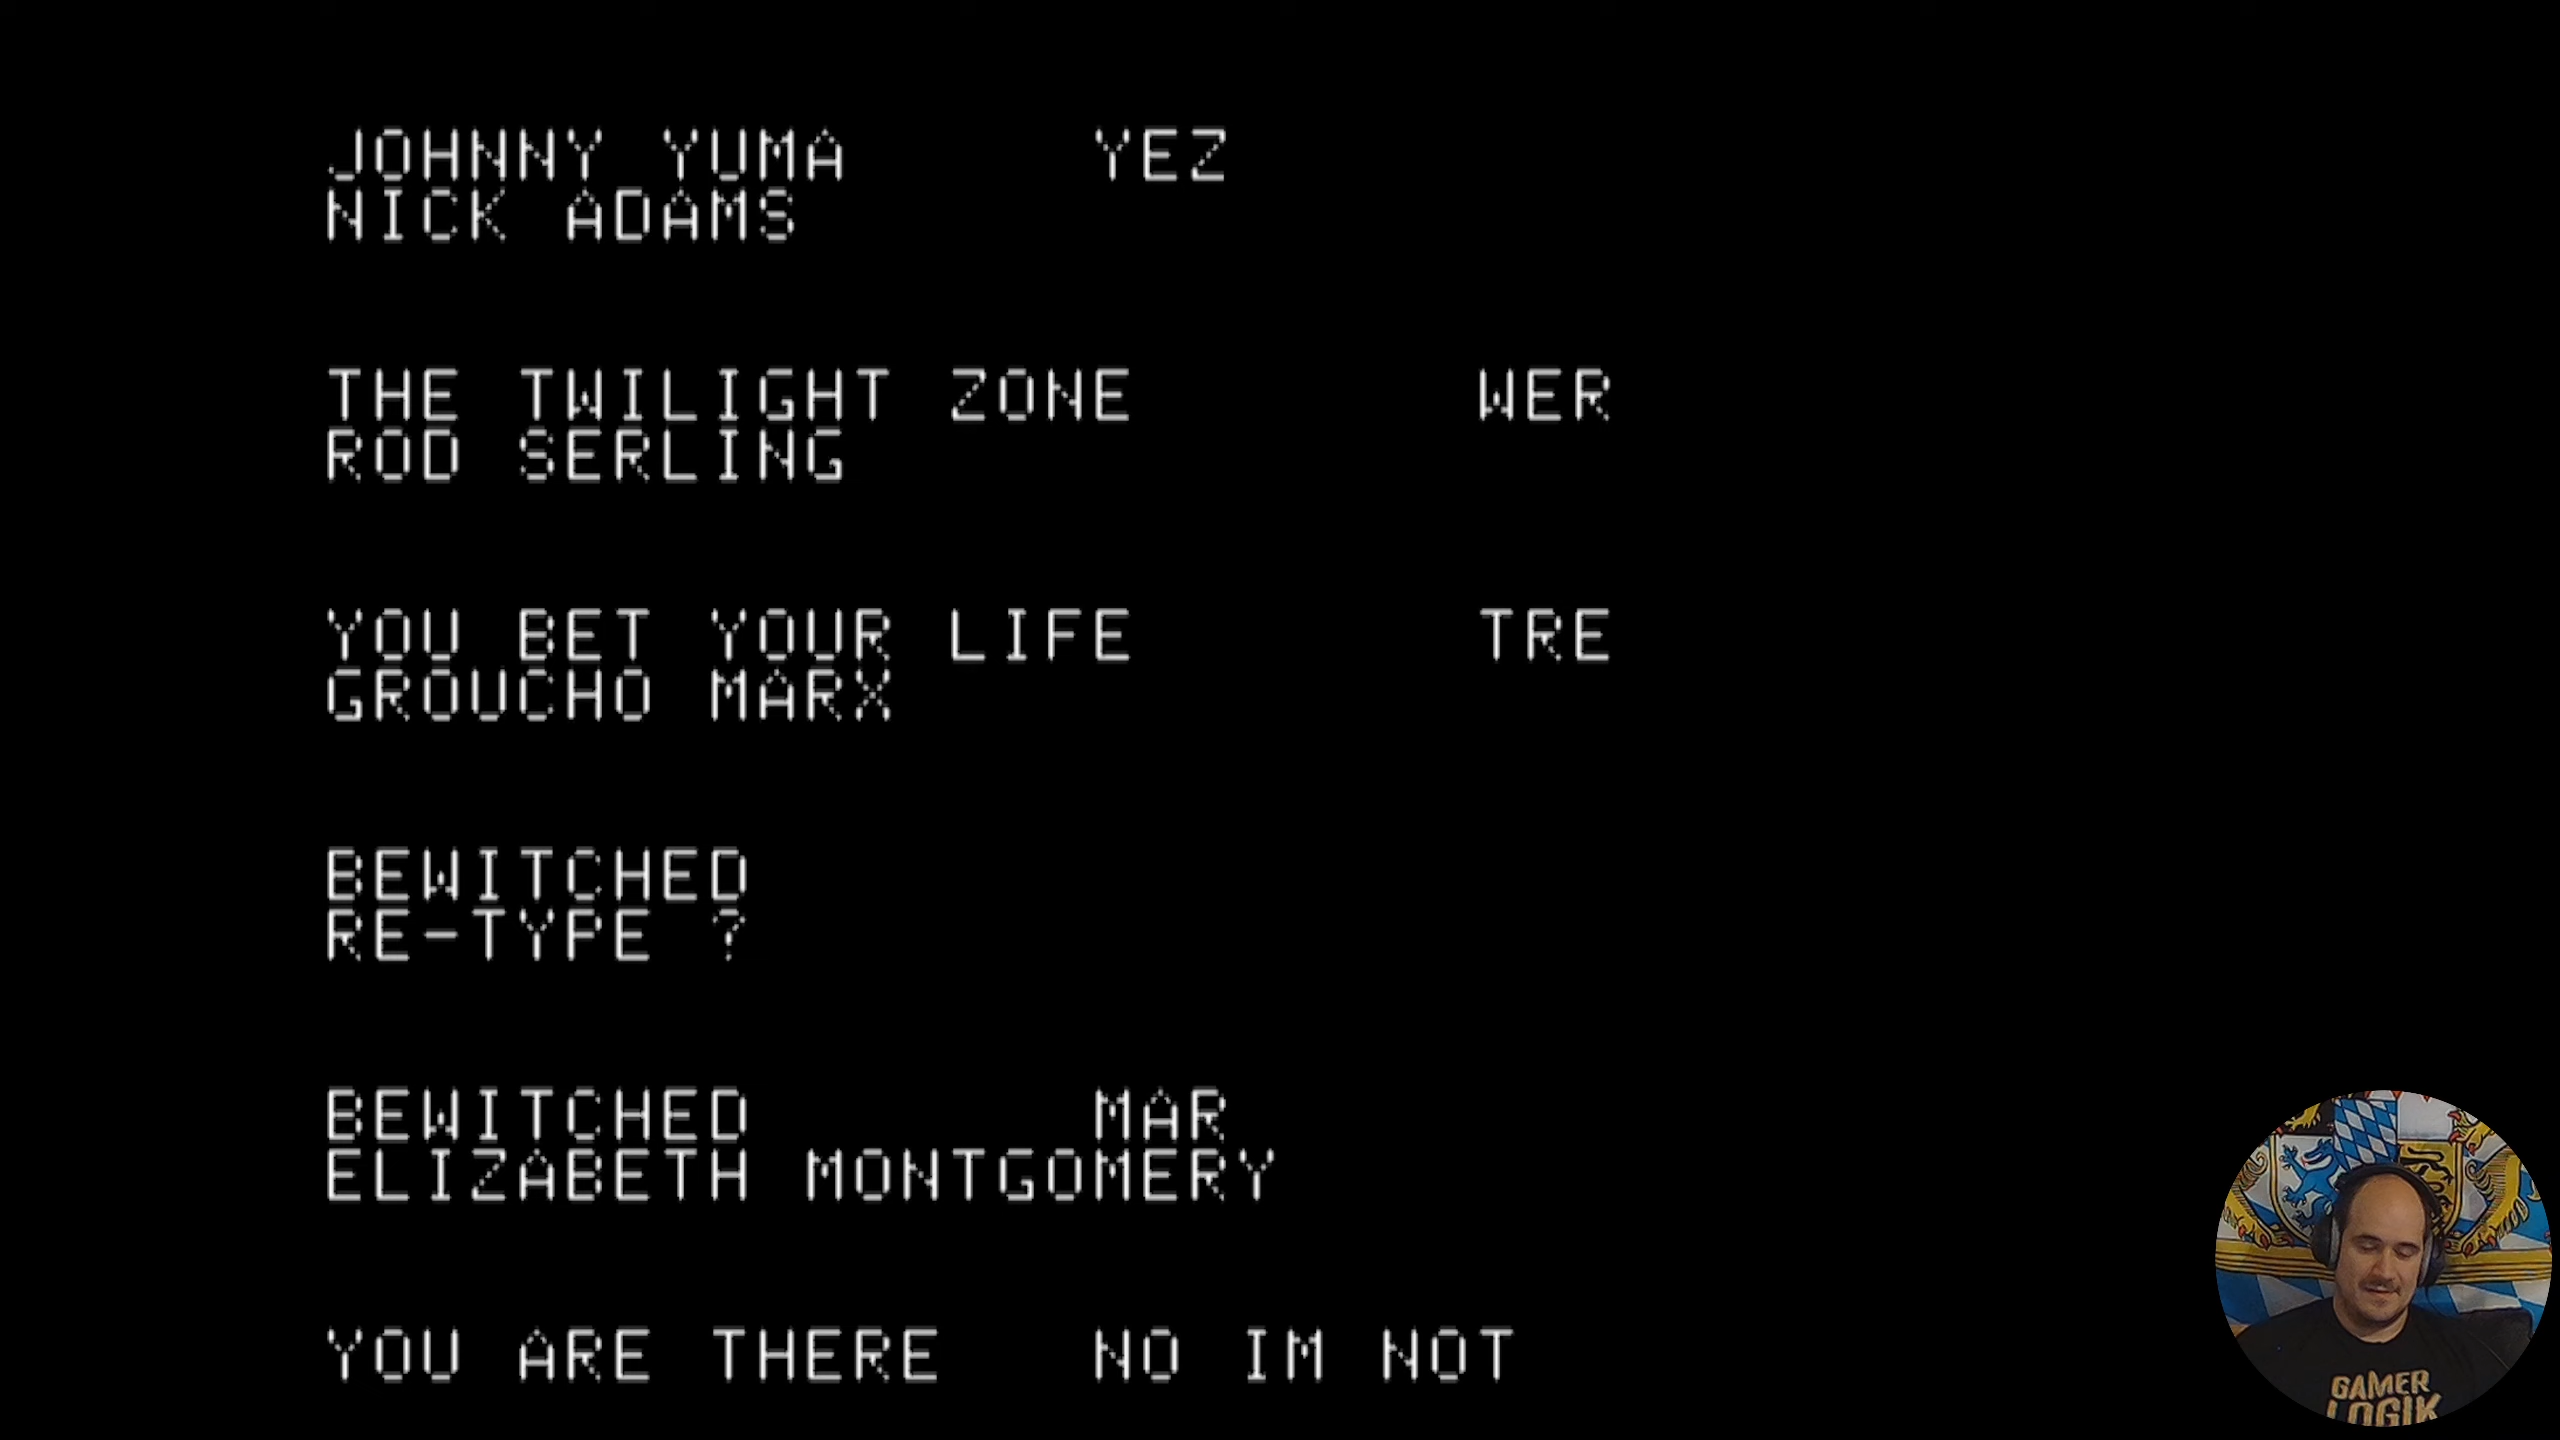 JOHNNY YUMA YEZ
NICK ADAMS
THE TWILIGHT ZONE WER
ROD SERLING
YOU BET YOUR LIFE TRE
GROUCHO MARX
BEWITCHED
RE-TYPE ?
BEWITCHED MAR
ELIZABETH MONTGOMERY
YOU ARE THERE NO IM NOT
GAMER
LOGIK